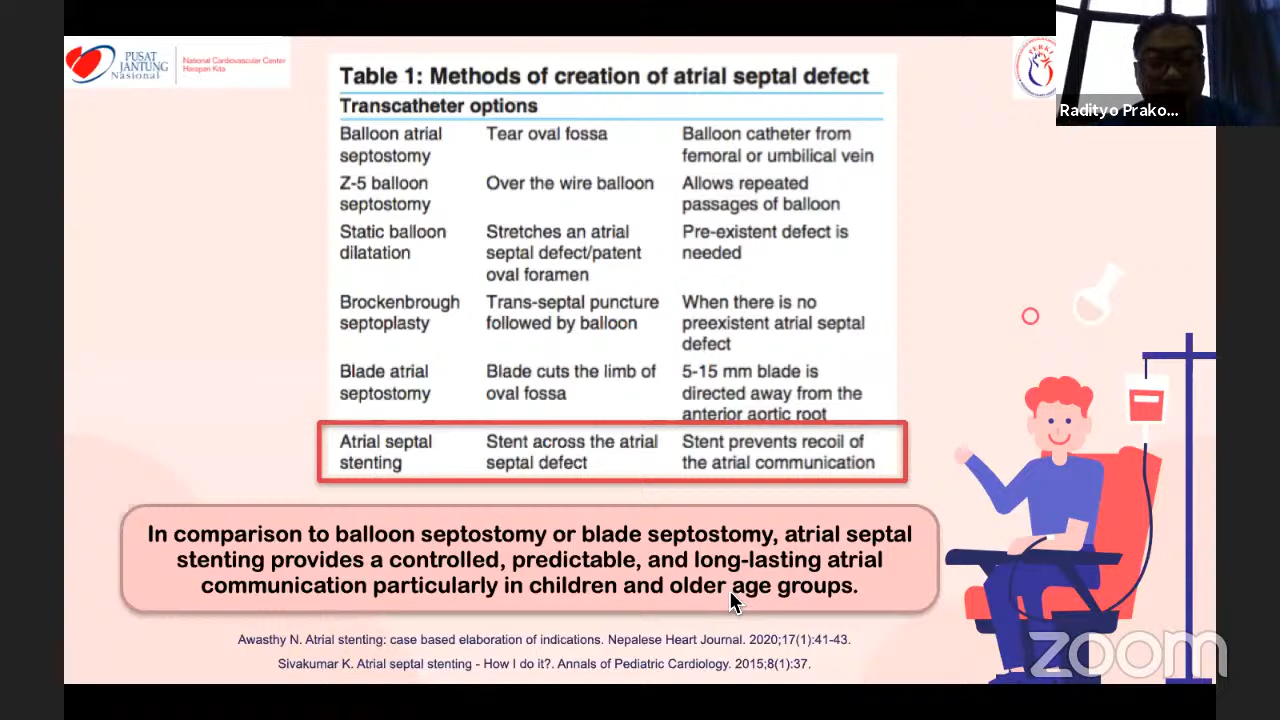 PUSAT
JANTUNG
Nasional
National Cardiovascular Center
Harapan Kita
PERKI
Radityo Prako...
Table 1: Methods of creation of atrial septal defect
Transcatheter options
Balloon atrial septostomy Tear oval fossa Balloon catheter from femoral or umbilical vein
Z-5 balloon septostomy Over the wire balloon Allows repeated passages of balloon
Static balloon dilatation Stretches an atrial septal defect/patent oval foramen Pre-existent defect is needed
Brockenbrough septoplasty Trans-septal puncture followed by balloon When there is no preexistent atrial septal defect
Blade atrial septostomy Blade cuts the limb of oval fossa 5-15 mm blade is directed away from the anterior aortic root
Atrial septal stenting Stent across the atrial septal defect Stent prevents recoil of the atrial communication
In comparison to balloon septostomy or blade septostomy, atrial septal
stenting provides a controlled, predictable, and long-lasting atrial
communication particularly in children and older age groups.
Awasthy N. Atrial stenting: case based elaboration of indications. Nepalese Heart Journal. 2020;17(1):41-43.
Sivakumar K. Atrial septal stenting - How I do it?. Annals of Pediatric Cardiology. 2015;8(1):37.
zoom